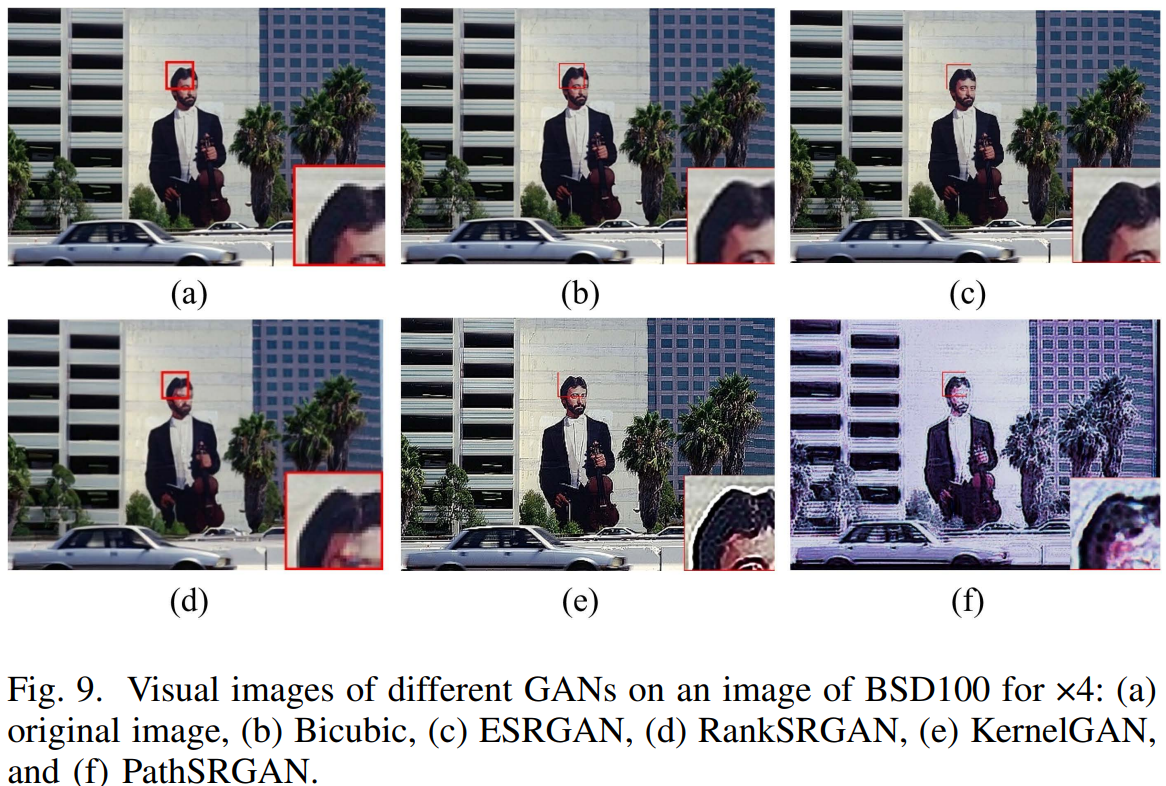 (a)
(b)
(c)
(d)
(e)
(f)
Fig. 9. Visual images of different GANs on an image of BSD100 for ×4: (a)
original image, (b) Bicubic, (c) ESRGAN, (d) RankSRGAN, (e) KernelGAN,
and (f) PathSRGAN.